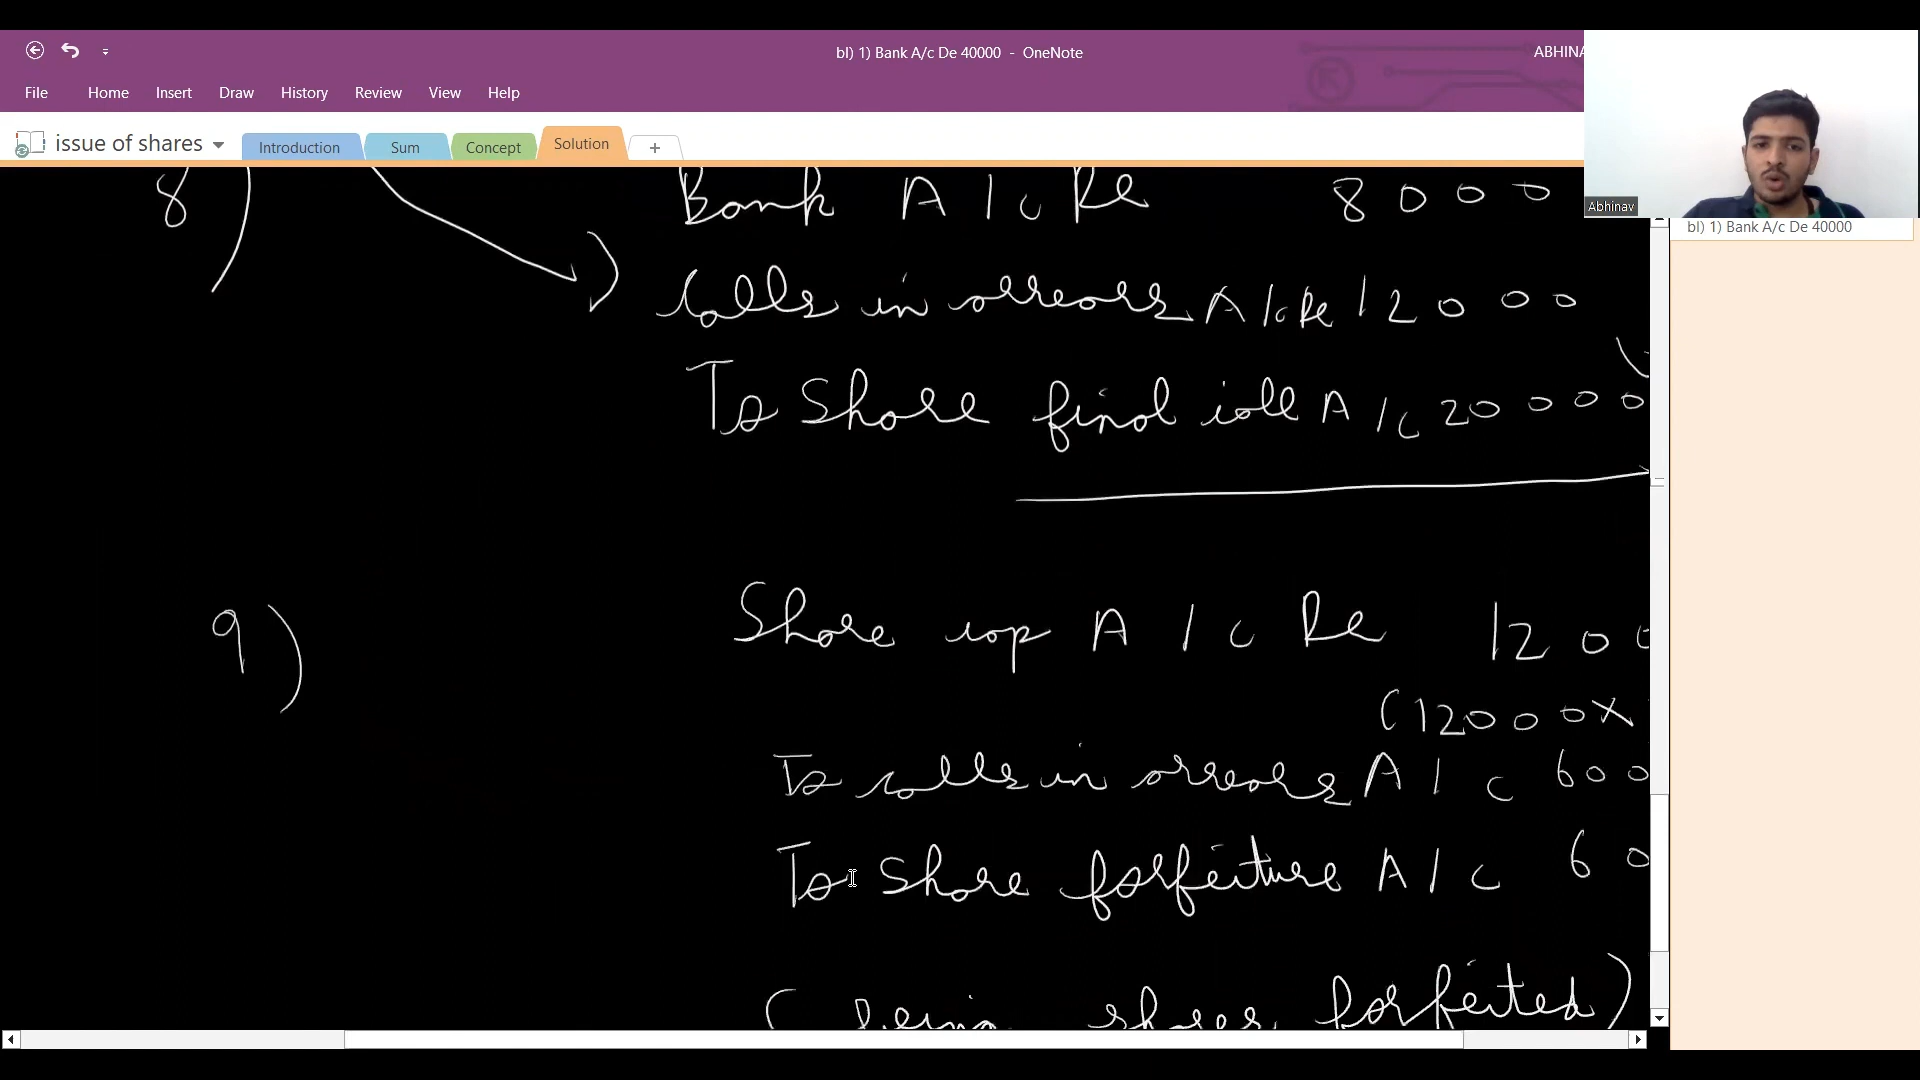 bl) 1) Bank A/c De 40000 - OneNote
ABHINA
File Home Insert Draw History Review View Help
issue of shares
Introduction Sum Concept Solution +
Abhinav
bl) 1) Bank A/c De 40000
8) Bank A/c De 8000
Calls in arrears A/c De 12000
To Share final call A/c 20000
9) Share cap A/c De 1200
(12000X
To calls in arrears A/c 600
To Share forfeiture A/c 60
(being shares forfeited)